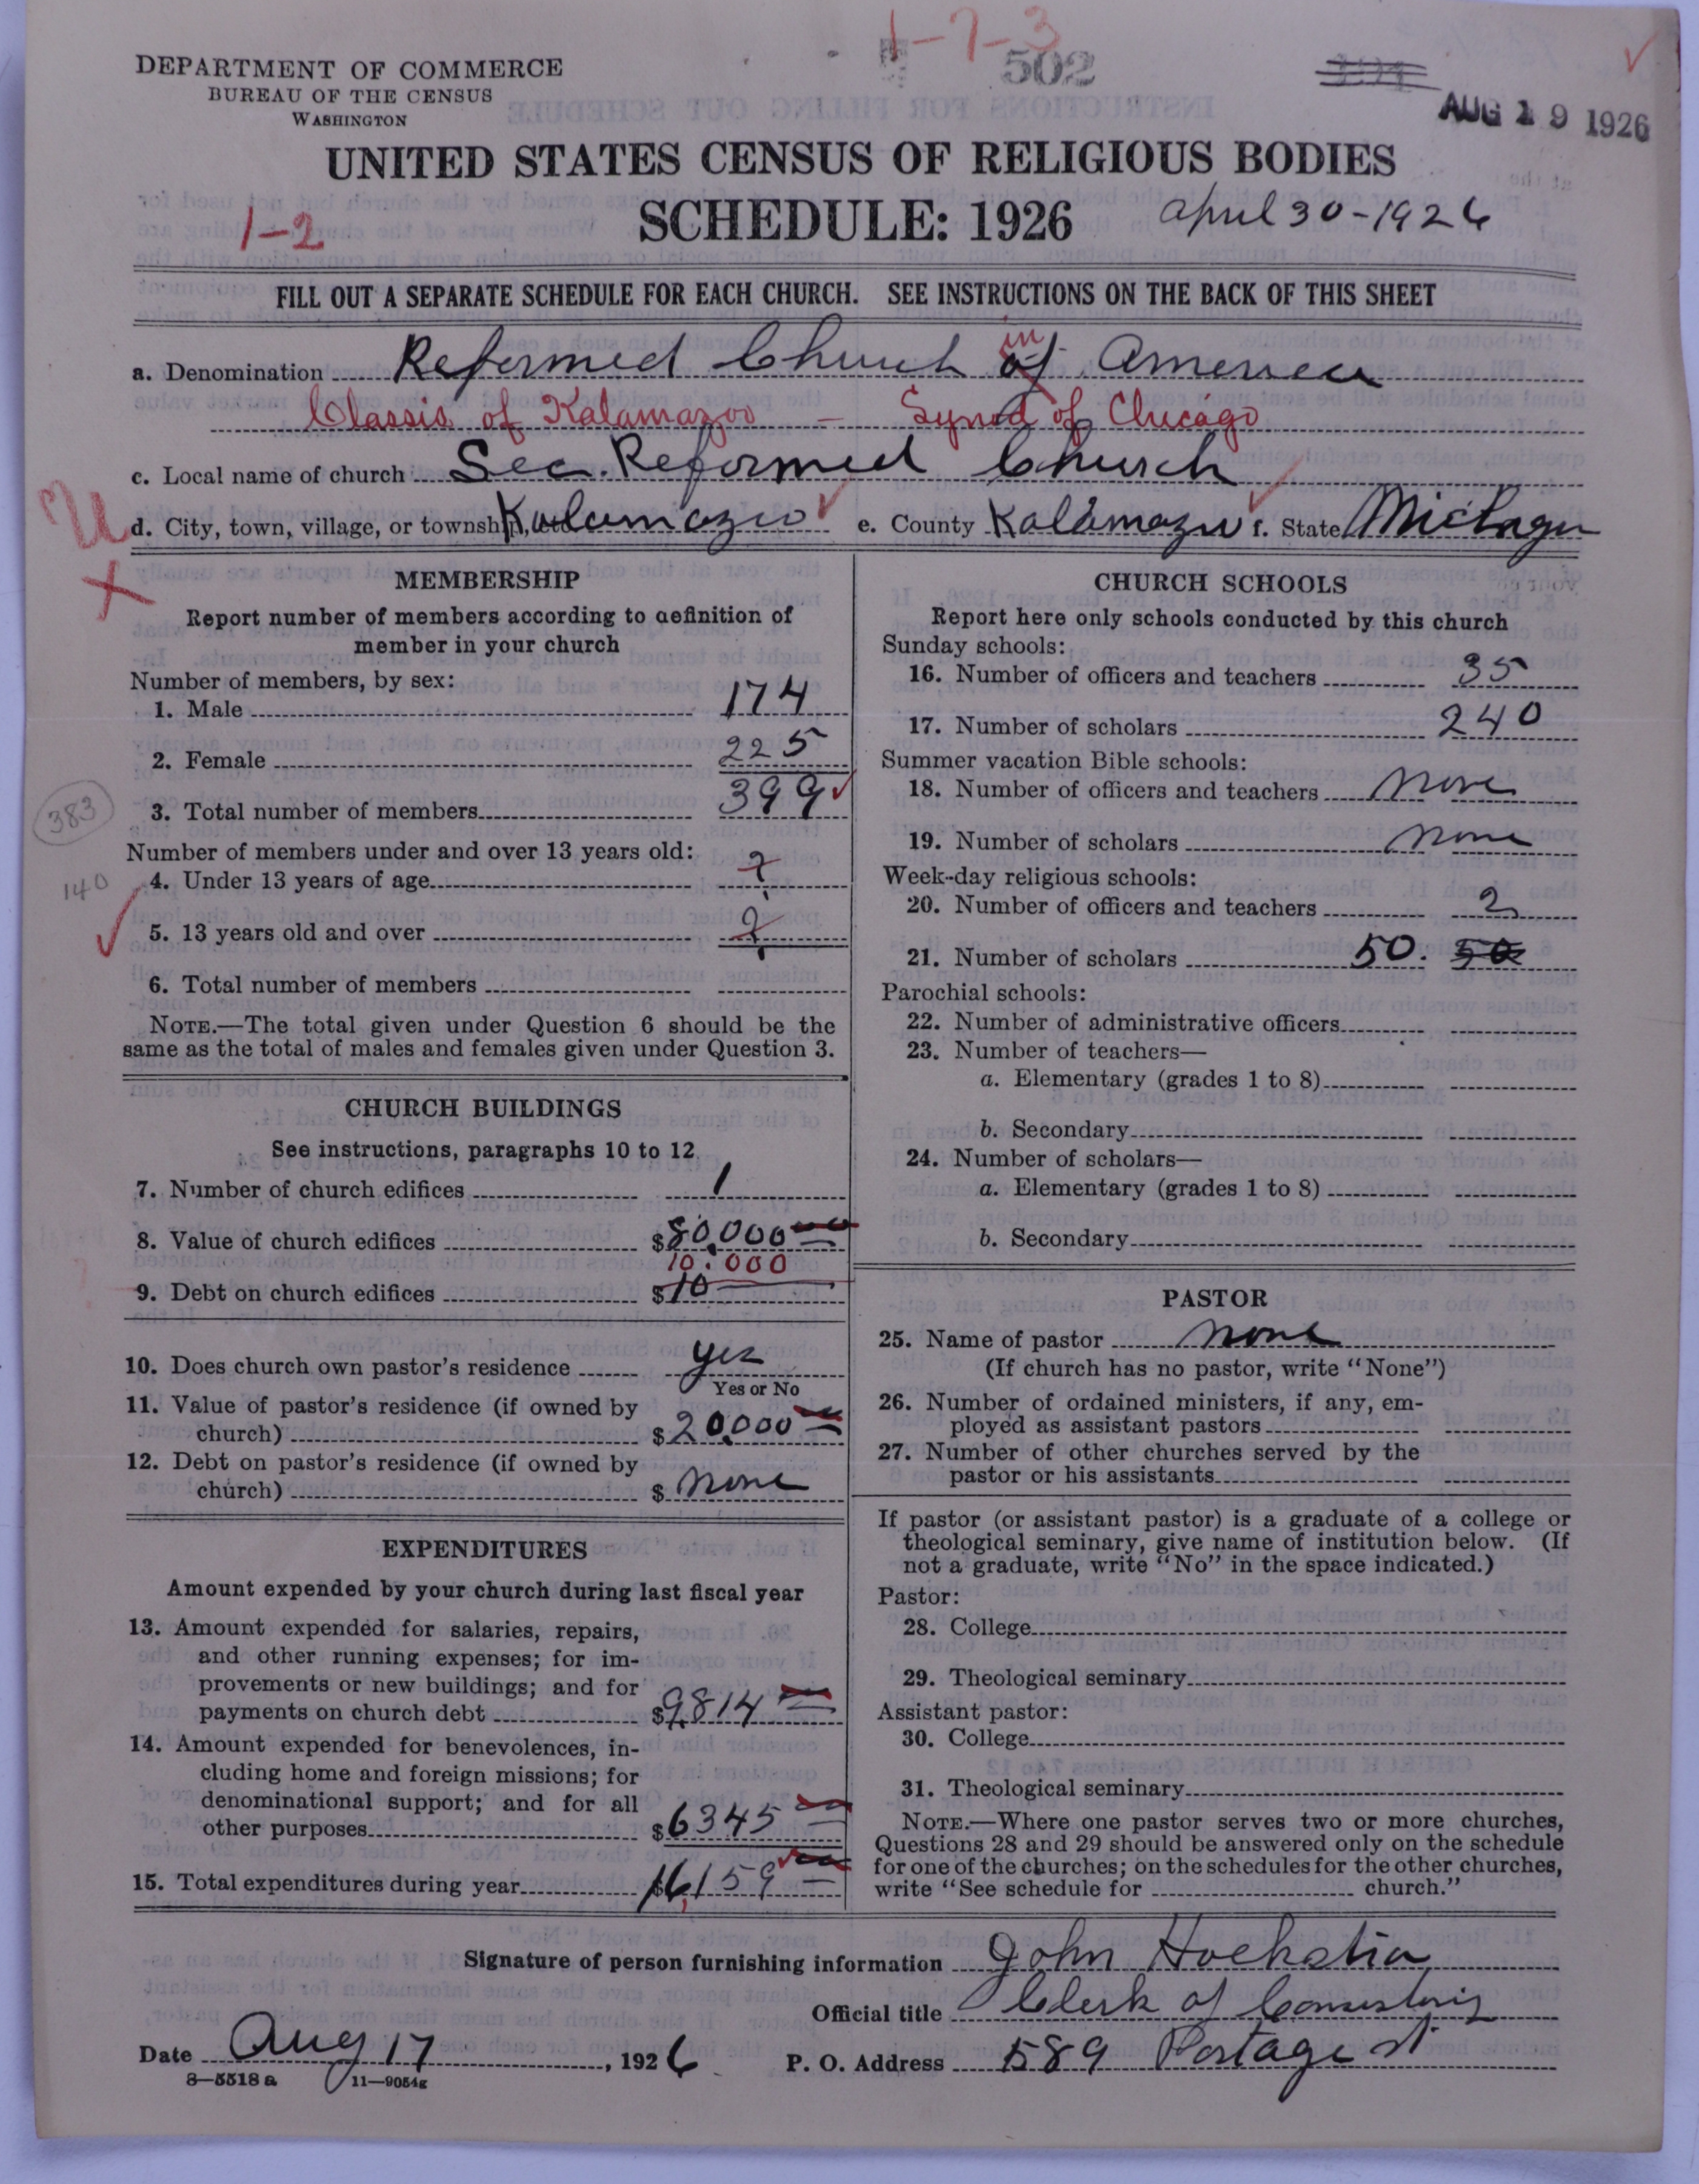 1-7-3
502
DEPARTMENT OF COMMERCE
BUREAU OF THE CENSUS
WASHINGTON
AUG 19 1926
UNITED STATES CENSUS OF RELIGIOUS BODIES
1-2
SCHEDULE: 1926
April 30-1926
FILL OUT A SEPARATE SCHEDULE FOR EACH CHURCH. SEE INSTRUCTIONS ON THE BACK OF THIS SHEET
a. Denomination Reformed Church of in America
Classis of Kalamazoo - Synod of Chicago
c. Local name of church Sec. Reformed Church
d. City, town, village, or township, etc. Kalamazoo e. County Kalamazoo f. State Michagn
MEMBERSHIP
Report number of members according to definition of
member in your church
Number of members, by sex:
1. Male 174
2. Female 225
3. Total number of members 399
383
Number of members under and over 13 years old:
4. Under 13 years of age ?
140
5. 13 years old and over ?
6. Total number of members
NOTE.—The total given under Question 6 should be the
same as the total of males and females given under Question 3.
CHURCH BUILDINGS
See instructions, paragraphs 10 to 12
7. Number of church edifices 1
8. Value of church edifices $80,000
10.000
9. Debt on church edifices $10
10. Does church own pastor's residence yes
Yes or No
11. Value of pastor's residence (if owned by
church) $20,000
12. Debt on pastor's residence (if owned by
church) $ none
EXPENDITURES
Amount expended by your church during last fiscal year
13. Amount expended for salaries, repairs,
and other running expenses; for im-
provements or new buildings; and for
payments on church debt $9,814
14. Amount expended for benevolences, in-
cluding home and foreign missions; for
denominational support; and for all
other purposes $6345
15. Total expenditures during year $16,159
CHURCH SCHOOLS
Report here only schools conducted by this church
Sunday schools:
16. Number of officers and teachers 35
17. Number of scholars 240
Summer vacation Bible schools:
18. Number of officers and teachers none
19. Number of scholars none
Week-day religious schools:
20. Number of officers and teachers 2
21. Number of scholars 50. 50
Parochial schools:
22. Number of administrative officers
23. Number of teachers—
a. Elementary (grades 1 to 8)
b. Secondary
24. Number of scholars—
a. Elementary (grades 1 to 8)
b. Secondary
PASTOR
25. Name of pastor none
(If church has no pastor, write "None")
26. Number of ordained ministers, if any, em-
ployed as assistant pastors
27. Number of other churches served by the
pastor or his assistants
If pastor (or assistant pastor) is a graduate of a college or
theological seminary, give name of institution below. (If
not a graduate, write "No" in the space indicated.)
Pastor:
28. College
29. Theological seminary
Assistant pastor:
30. College
31. Theological seminary
NOTE.—Where one pastor serves two or more churches,
Questions 28 and 29 should be answered only on the schedule
for one of the churches; on the schedules for the other churches,
write "See schedule for church."
Signature of person furnishing information John Hoekstra
Official title Clerk of Consistory
Date Aug 17, 1926 P. O. Address 589 Portage st
8—5518 a 11—9054g